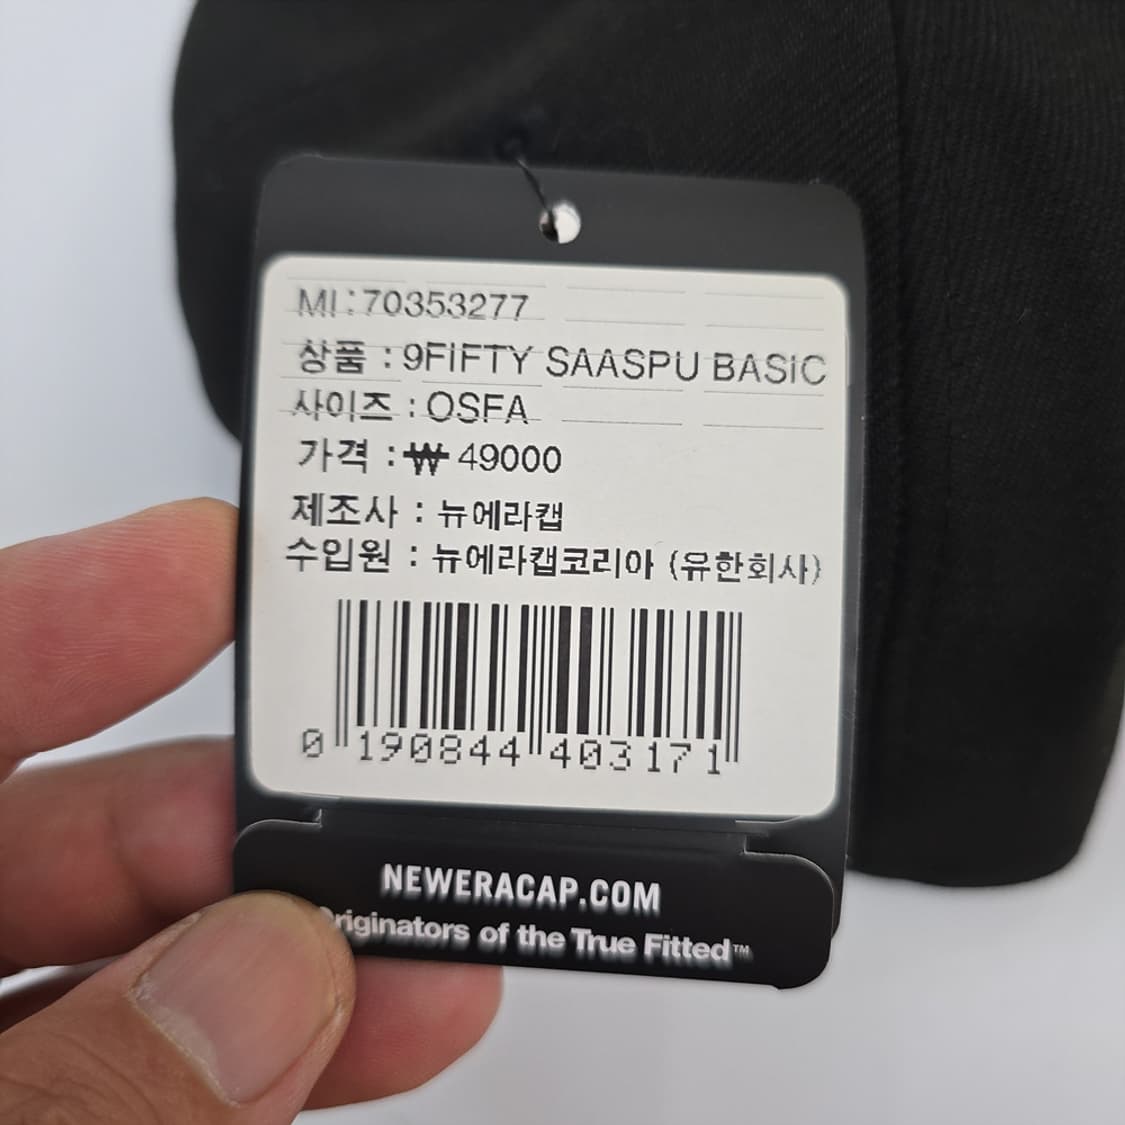 MI:70353277
상품 : 9FIFTY SAASPU BASIC
사이즈 : OSFA
가격 : ₩ 49000
제조사 : 뉴에라캡
수입원 : 뉴에라캡코리아 (유한회사)
0 190844 403171
NEWERACAP.COM
Originators of the True Fitted™